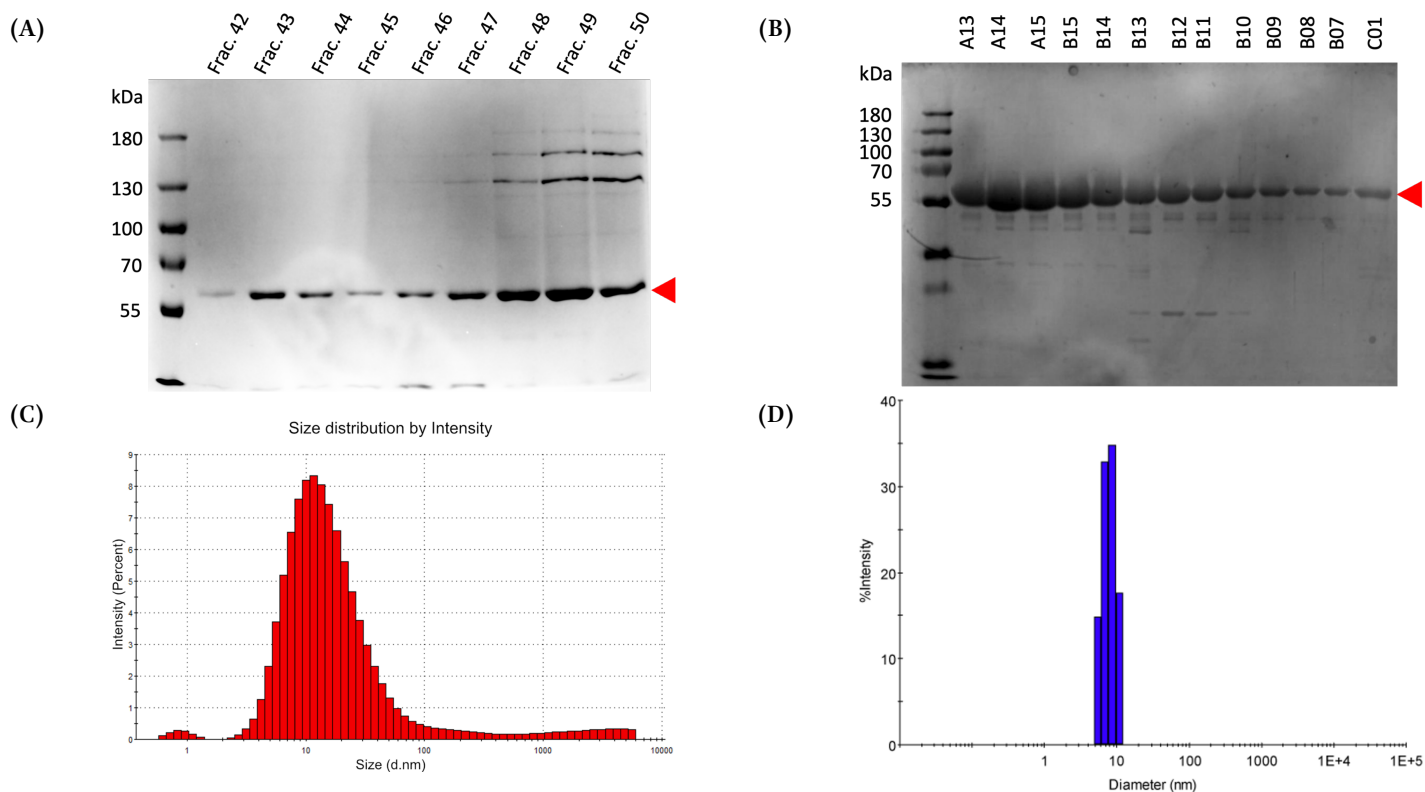 (A)
Frac. 42 Frac. 43 Frac. 44 Frac. 45 Frac. 46 Frac. 47 Frac. 48 Frac. 49 Frac. 50
kDa
180
130
100
70
55
(B)
A13 A14 A15 B15 B14 B13 B12 B11 B10 B09 B08 B07 C01
kDa
180
130
100
70
55
(C)
Size distribution by Intensity
Intensity (Percent)
9
8
7
6
5
4
3
2
1
0
1 10 100 1000 10000
Size (d.nm)
(D)
%Intensity
40
30
20
10
0
1 10 100 1000 1E+4 1E+5
Diameter (nm)